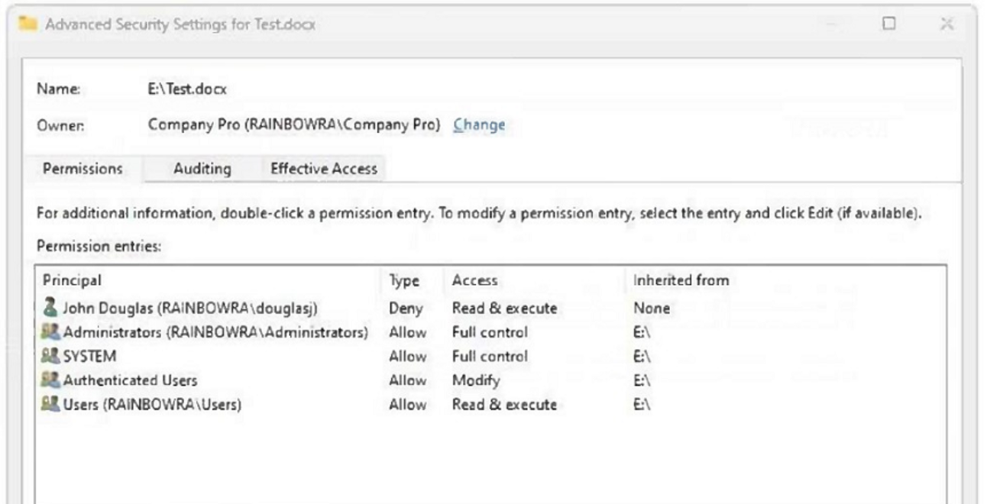 Advanced Security Settings for Test.docx
Name: E:\Test.docx
Owner: Company Pro (RAINBOWRA\Company Pro) Change
Permissions Auditing Effective Access
For additional information, double-click a permission entry. To modify a permission entry, select the entry and click Edit (if available).
Permission entries:
Principal Type Access Inherited from
John Douglas (RAINBOWRA\douglasj) Deny Read & execute None
Administrators (RAINBOWRA\Administrators) Allow Full control E:\
SYSTEM Allow Full control E:\
Authenticated Users Allow Modify E:\
Users (RAINBOWRA\Users) Allow Read & execute E:\